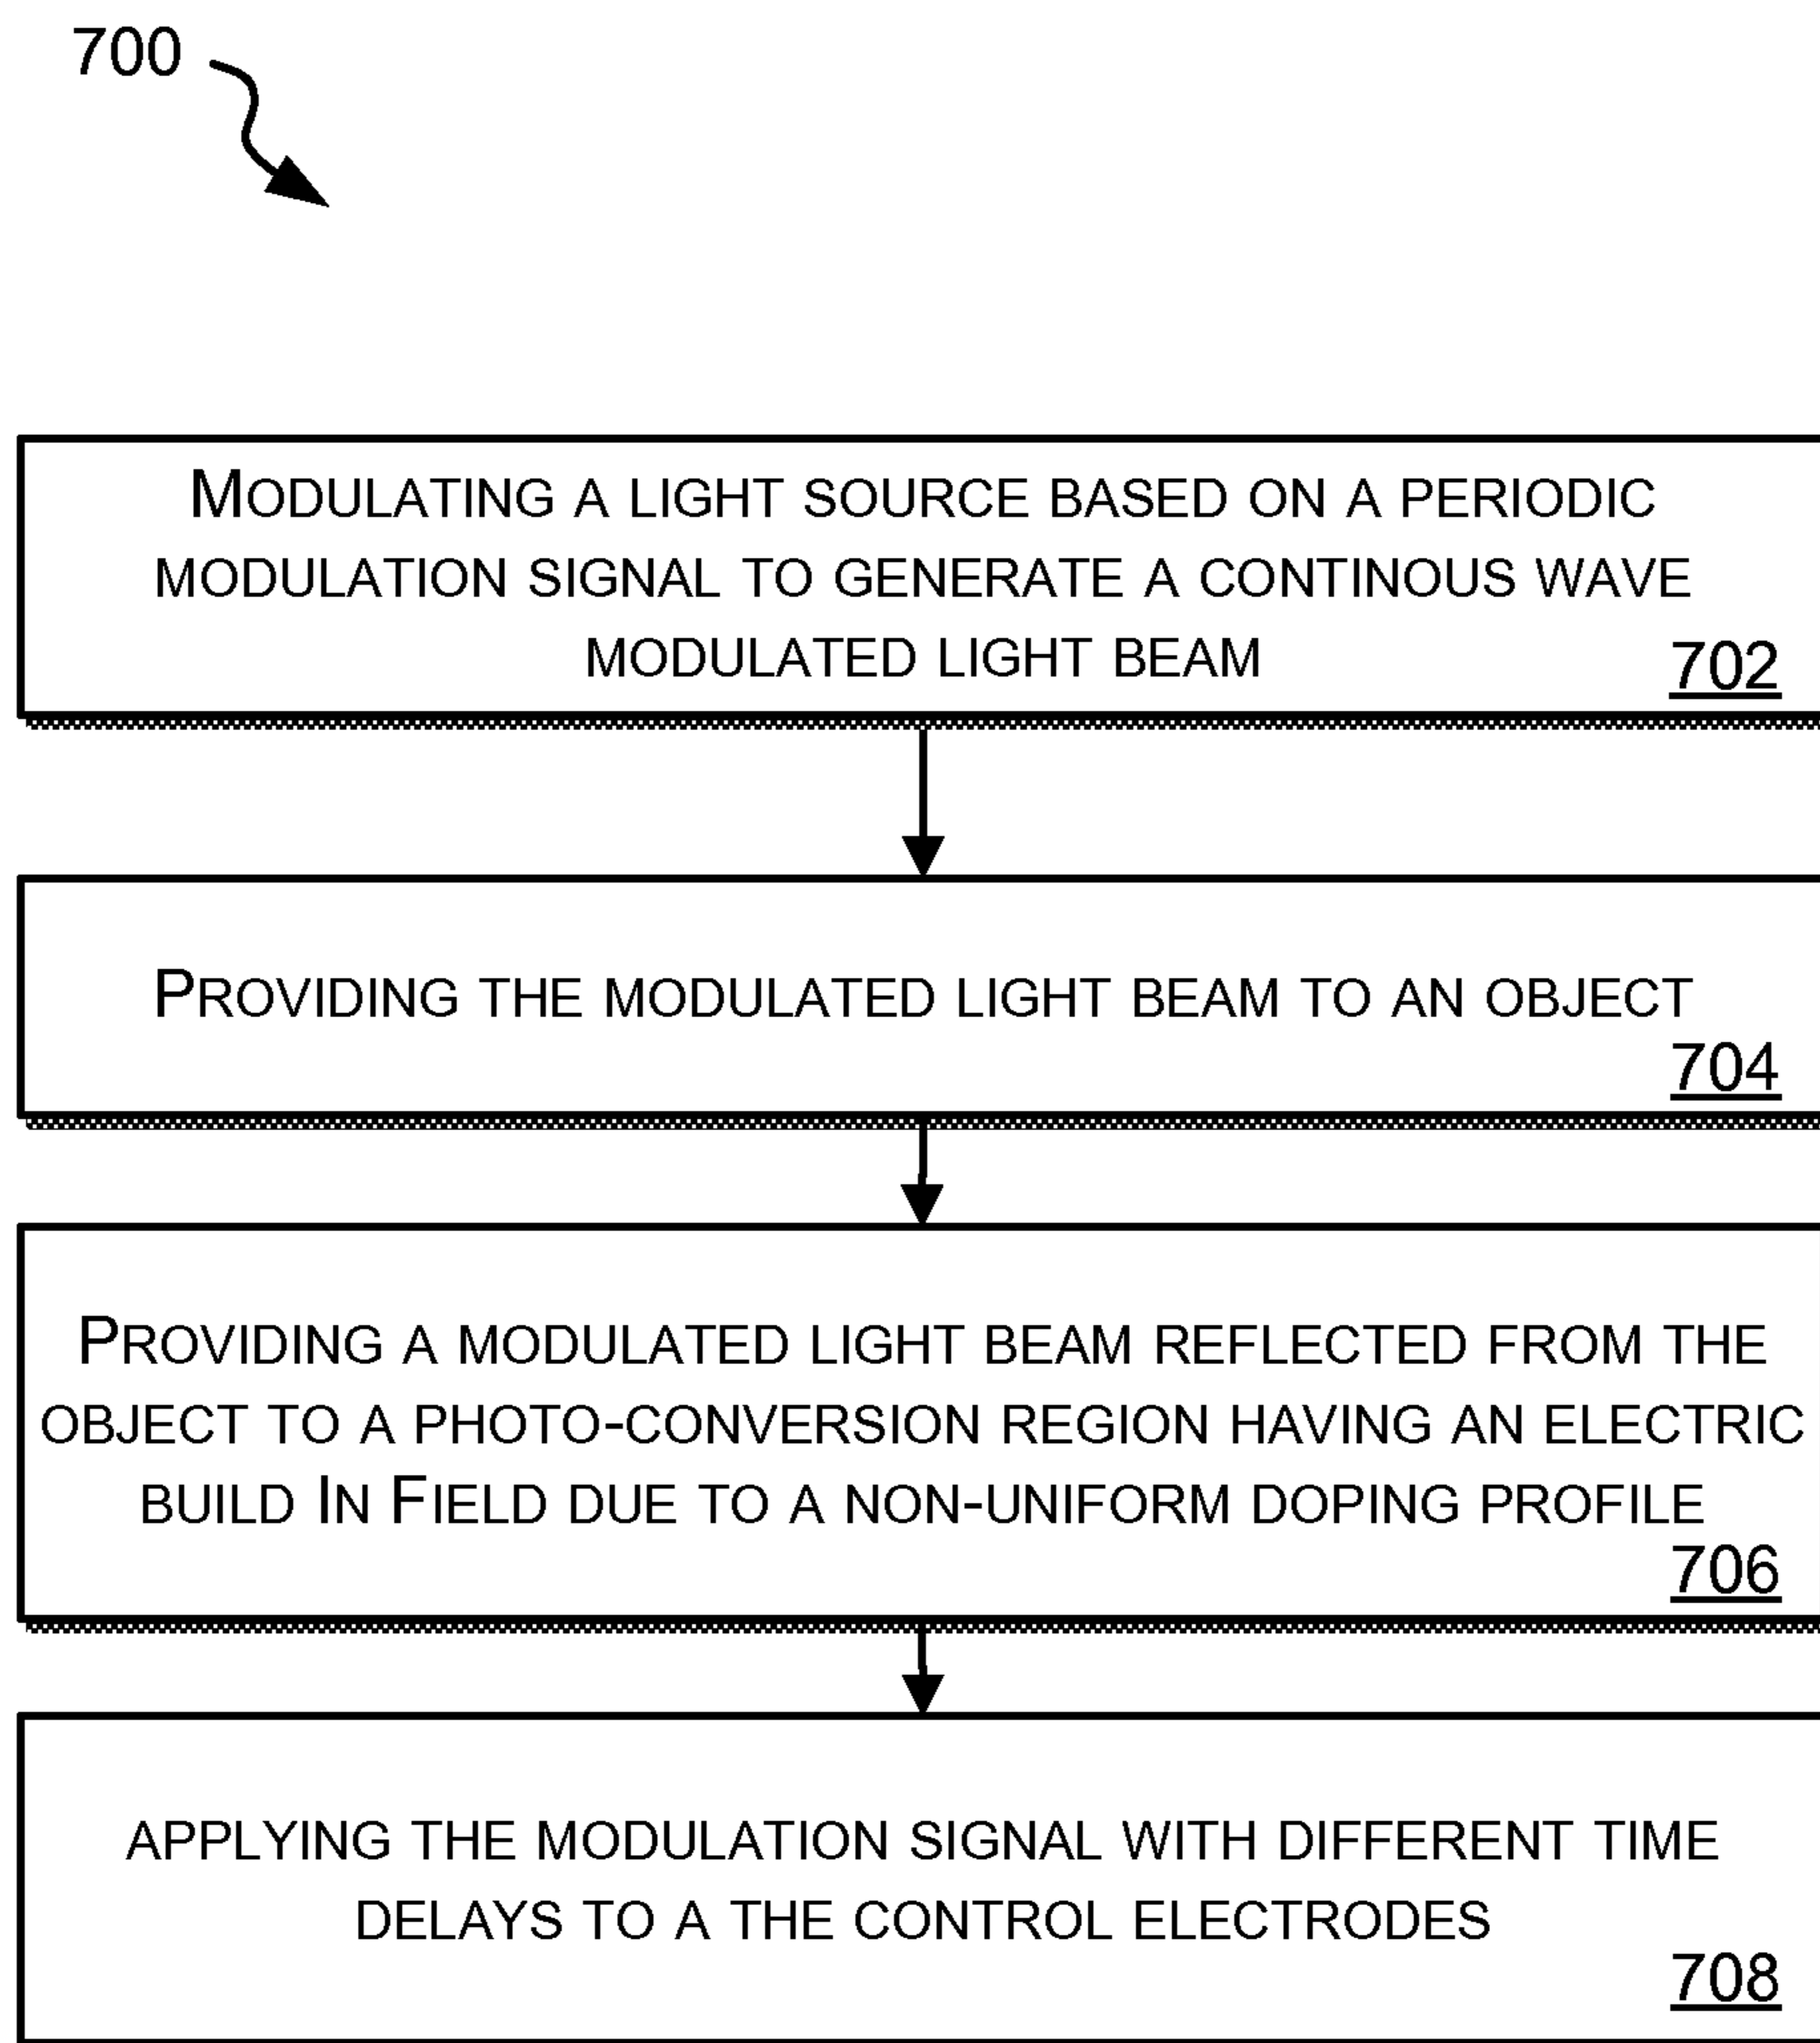 700
MODULATING A LIGHT SOURCE BASED ON A PERIODIC
MODULATION SIGNAL TO GENERATE A CONTINOUS WAVE
MODULATED LIGHT BEAM
702
PROVIDING THE MODULATED LIGHT BEAM TO AN OBJECT
704
PROVIDING A MODULATED LIGHT BEAM REFLECTED FROM THE
OBJECT TO A PHOTO-CONVERSION REGION HAVING AN ELECTRIC
BUILD IN FIELD DUE TO A NON-UNIFORM DOPING PROFILE
706
APPLYING THE MODULATION SIGNAL WITH DIFFERENT TIME
DELAYS TO A THE CONTROL ELECTRODES
708